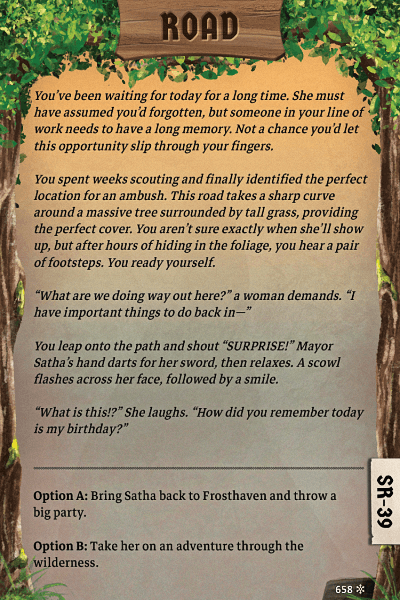 ROAD
You've been waiting for today for a long time. She must
have assumed you'd forgotten, but someone in your line of
work needs to have a long memory. Not a chance you'd let
this opportunity slip through your fingers.
You spent weeks scouting and finally identified the perfect
location for an ambush. This road takes a sharp curve
around a massive tree surrounded by tall grass, providing
the perfect cover. You aren't sure exactly when she'll show
up, but after hours of hiding in the foliage, you hear a pair
of footsteps. You ready yourself.
“What are we doing way out here?” a woman demands. “I
have important things to do back in—”
You leap onto the path and shout “SURPRISE!” Mayor
Satha's hand darts for her sword, then relaxes. A scowl
flashes across her face, followed by a smile.
“What is this!?” She laughs. “How did you remember today
is my birthday?”
Option A: Bring Satha back to Frosthaven and throw a
big party.
Option B: Take her on an adventure through the
wilderness.
SR-39
658